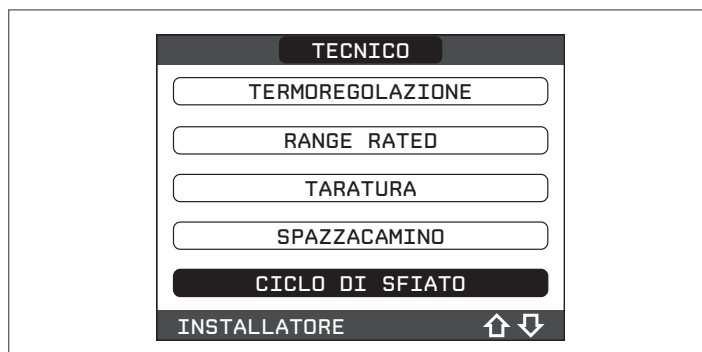 TECNICO
TERMOREGOLAZIONE
RANGE RATED
TARATURA
SPAZZACAMINO
CICLO DI SFIATO
INSTALLATORE